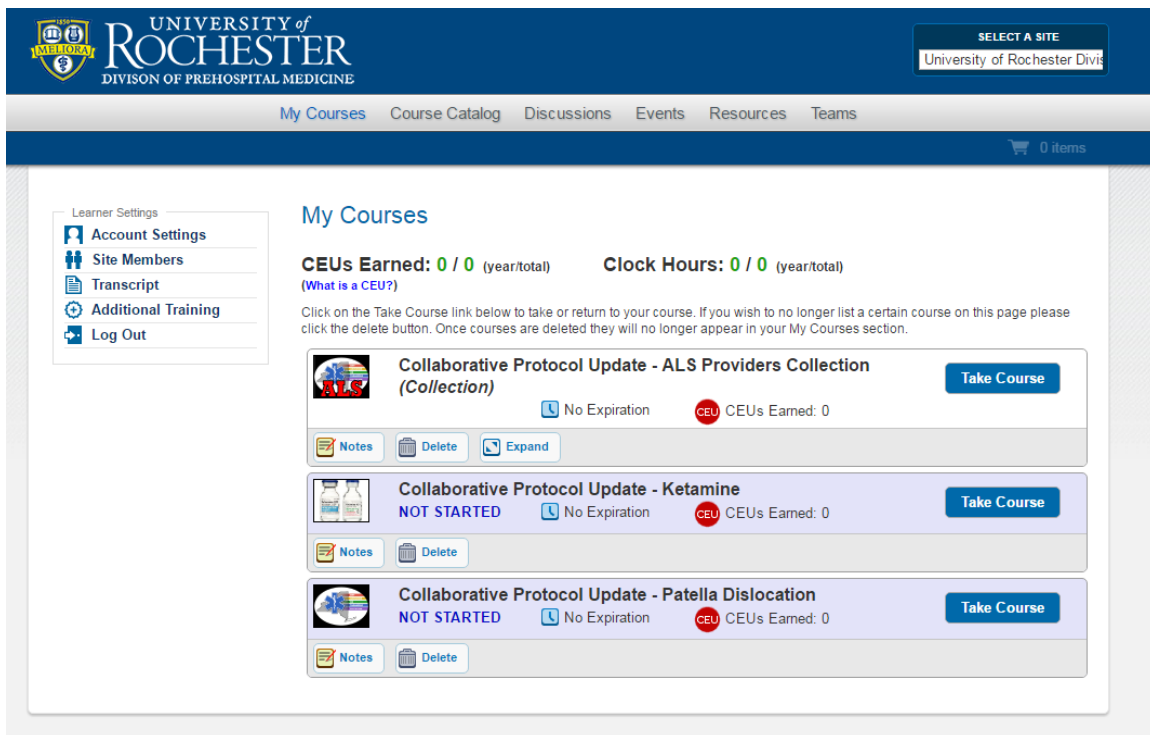 UNIVERSITY of
ROCHESTER
DIVISON OF PREHOSPITAL MEDICINE
1850
MELIORA
SELECT A SITE
University of Rochester Divis
My Courses Course Catalog Discussions Events Resources Teams
0 items
Learner Settings
Account Settings
Site Members
Transcript
Additional Training
Log Out
My Courses
CEUs Earned: 0 / 0 (year/total) Clock Hours: 0 / 0 (year/total)
(What is a CEU?)
Click on the Take Course link below to take or return to your course. If you wish to no longer list a certain course on this page please
click the delete button. Once courses are deleted they will no longer appear in your My Courses section.
ALS
Collaborative Protocol Update - ALS Providers Collection
(Collection)
Take Course
No Expiration CEU CEUs Earned: 0
Notes Delete Expand
Collaborative Protocol Update - Ketamine
NOT STARTED No Expiration CEU CEUs Earned: 0
Take Course
Notes Delete
Collaborative Protocol Update - Patella Dislocation
NOT STARTED No Expiration CEU CEUs Earned: 0
Take Course
Notes Delete